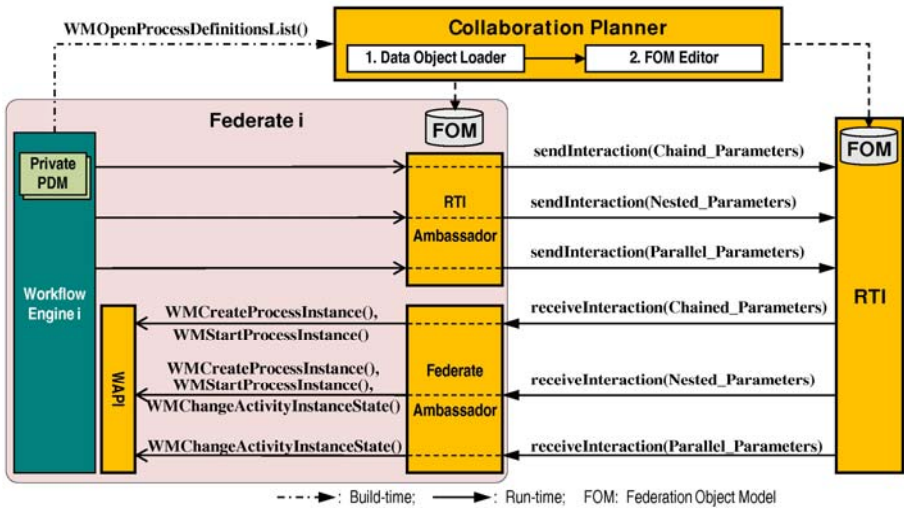 WMOpenProcessDefinitionsList()
Collaboration Planner
1. Data Object Loader
2. FOM Editor
Federate i
FOM
FOM
Private
PDM
RTI
Ambassador
sendInteraction(Chaind_Parameters)
sendInteraction(Nested_Parameters)
sendInteraction(Parallel_Parameters)
Workflow
Engine i
RTI
WAPI
WMCreateProcessInstance(),
WMStartProcessInstance()
WMCreateProcessInstance(),
WMStartProcessInstance(),
WMChangeActivityInstanceState()
WMChangeActivityInstanceState()
Federate
Ambassador
receiveInteraction(Chained_Parameters)
receiveInteraction(Nested_Parameters)
receiveInteraction(Parallel_Parameters)
: Build-time; : Run-time; FOM: Federation Object Model